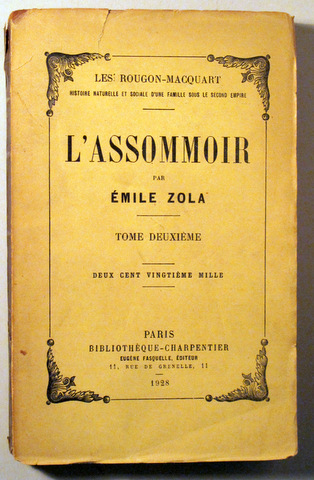 LES ROUGON-MACQUART
HISTOIRE NATURELLE ET SOCIALE D'UNE FAMILLE SOUS LE SECOND EMPIRE
L'ASSOMMOIR
PAR
ÉMILE ZOLA
TOME DEUXIÈME
DEUX CENT VINGTIÈME MILLE
PARIS
BIBLIOTHÈQUE-CHARPENTIER
EUGÈNE FASQUELLE, ÉDITEUR
11, RUE DE GRENELLE, 11
1928